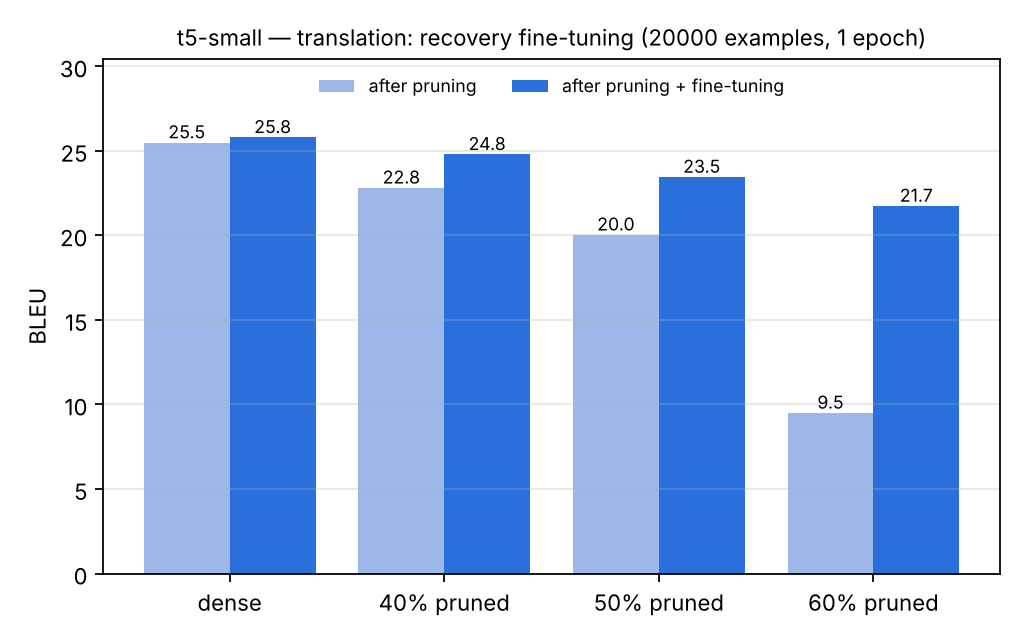 t5-small — translation: recovery fine-tuning (20000 examples, 1 epoch)
after pruning
after pruning + fine-tuning
BLEU
30
25
20
15
10
5
0
25.5
25.8
22.8
24.8
20.0
23.5
9.5
21.7
dense
40% pruned
50% pruned
60% pruned